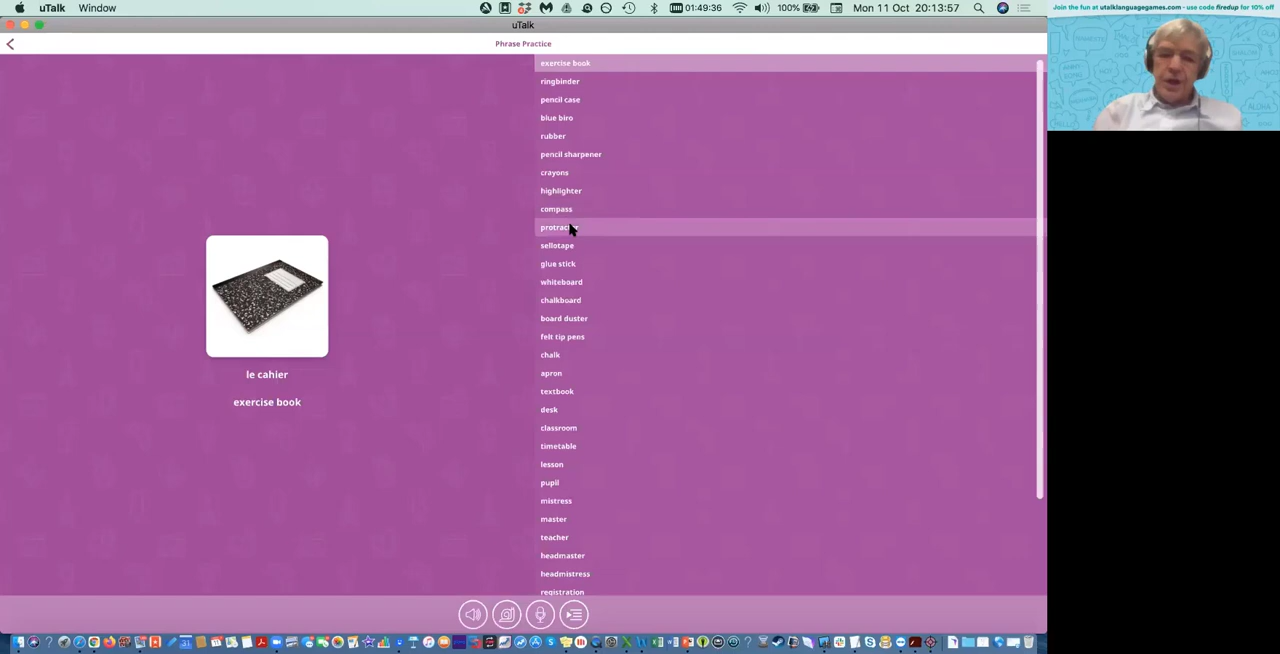 uTalk Window
01:49:36
100%
Mon 11 Oct 20:13:57
uTalk
Phrase Practice
le cahier
exercise book
exercise book
ringbinder
pencil case
blue biro
rubber
pencil sharpener
crayons
highlighter
compass
sellotape
glue stick
whiteboard
chalkboard
board duster
felt tip pens
chalk
apron
textbook
desk
classroom
timetable
lesson
pupil
mistress
master
teacher
headmaster
headmistress
registration
Join the fun at utalklanguagegames.com - use code firedup for 10% off